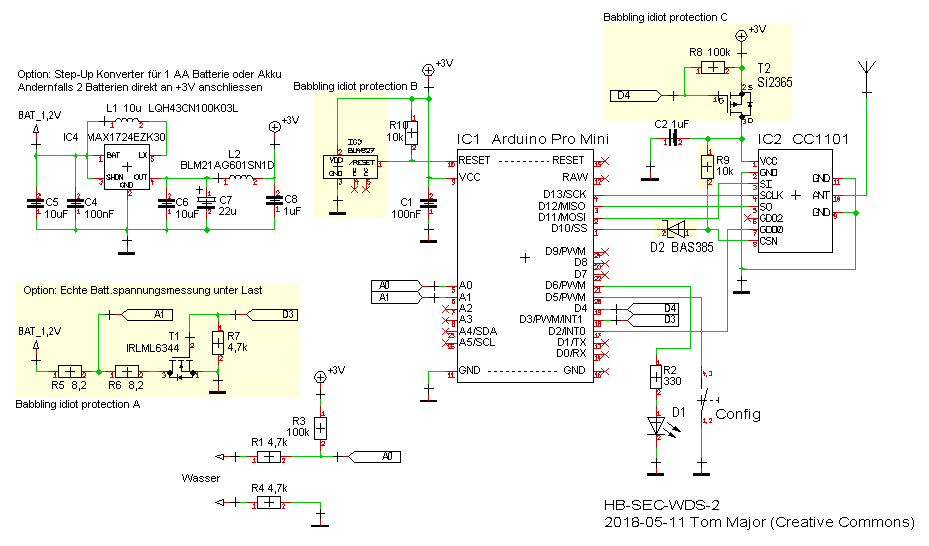 Babbling idiot protection C
+3V
R8 100k
T2
Si2365
D4
Option: Step-Up Konverter für 1 AA Batterie oder Akku
Andernfalls 2 Batterien direkt an +3V anschliessen
L1 10u LQH43CN100K03L
BAT_1,2V
IC4
MAX1724EZK30
BAT
LX
SHDN
OUT
GND
L2
BLM21AG601SN1D
+3V
C5
10uF
C4
100nF
C6
10uF
C7
22u
C8
1uF
Babbling idiot protection B
+3V
R10
10k
VDD
GND
/RESET
C1
100nF
IC1 Arduino Pro Mini
RESET
VCC
A0
A1
A2
A3
A4/SDA
A5/SCL
GND
RESET
RAW
D13/SCK
D12/MISO
D11/MOSI
D10/SS
D9/PWM
D8
D7
D6/PWM
D5/PWM
D4
D3/PWM/INT1
D2/INT0
D1/TX
D0/RX
GND
A0
A1
D4
D3
C2 1uF
R9
10k
D2 BAS385
IC2 CC1101
VCC
GND
SI
SCLK
SO
GDO2
GDO0
CSN
GND
ANT
GND
Option: Echte Batt.spannungsmessung unter Last
BAT_1,2V
A1
D3
T1
IRLML6344
R7
4,7k
R5 8,2
R6 8,2
Babbling idiot protection A
+3V
R3
100k
R1 4,7k
A0
Wasser
R4 4,7k
R2
330
D1
Config
HB-SEC-WDS-2
2018-05-11 Tom Major (Creative Commons)